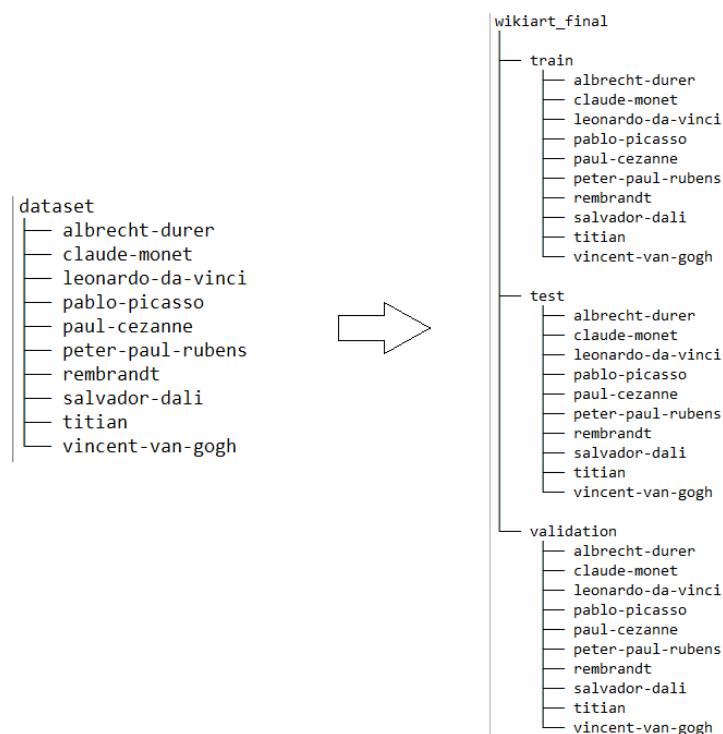 dataset
albrecht-durer
claude-monet
leonardo-da-vinci
pablo-picasso
paul-cezanne
peter-paul-rubens
rembrandt
salvador-dali
titian
vincent-van-gogh
wikiart_final
train
albrecht-durer
claude-monet
leonardo-da-vinci
pablo-picasso
paul-cezanne
peter-paul-rubens
rembrandt
salvador-dali
titian
vincent-van-gogh
test
albrecht-durer
claude-monet
leonardo-da-vinci
pablo-picasso
paul-cezanne
peter-paul-rubens
rembrandt
salvador-dali
titian
vincent-van-gogh
validation
albrecht-durer
claude-monet
leonardo-da-vinci
pablo-picasso
paul-cezanne
peter-paul-rubens
rembrandt
salvador-dali
titian
vincent-van-gogh